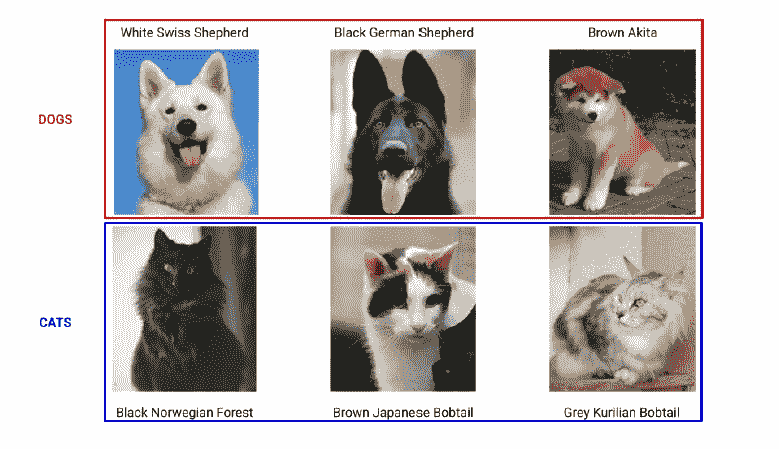 White Swiss Shepherd
Black German Shepherd
Brown Akita
DOGS
CATS
Black Norwegian Forest
Brown Japanese Bobtail
Grey Kurilian Bobtail